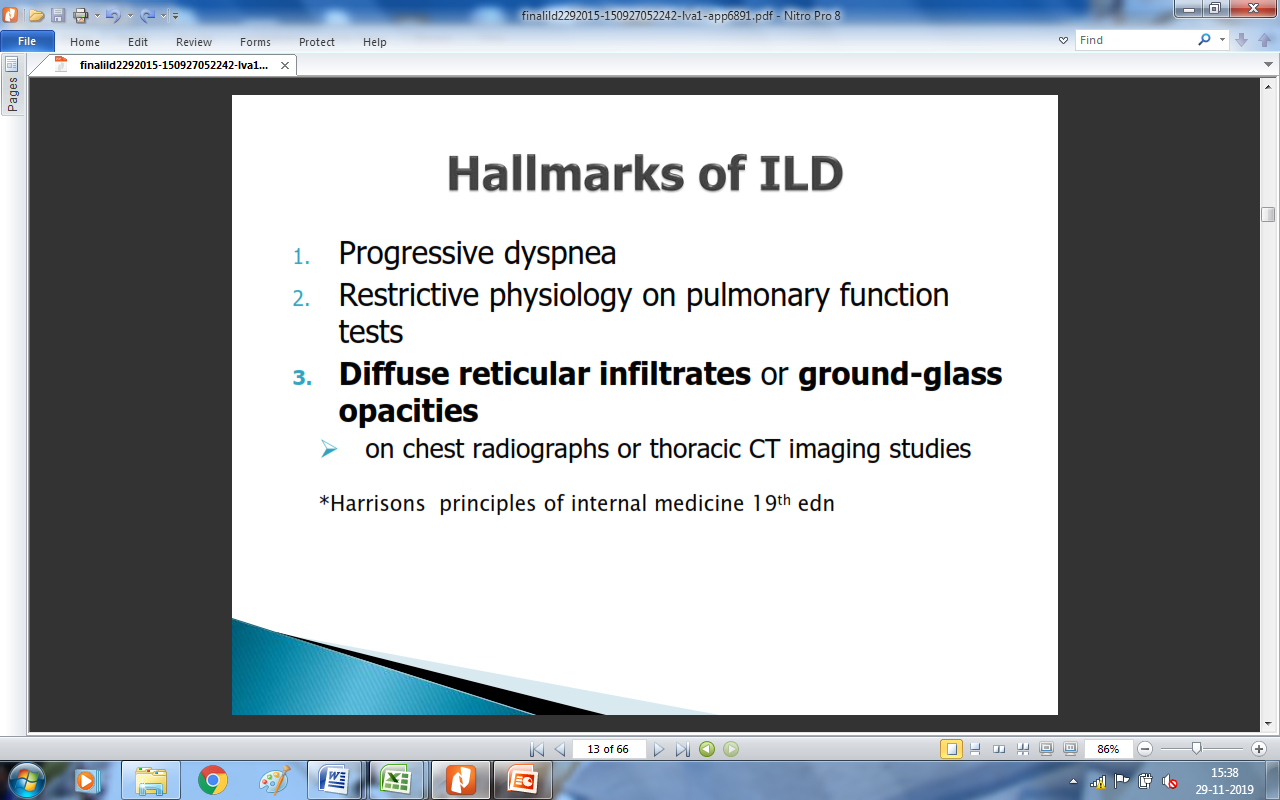 finalild2292015-150927052242-lva1-app6891.pdf - Nitro Pro 8
File Home Edit Review Forms Protect Help
Find
finalild2292015-150927052242-lva1...
Pages
Hallmarks of ILD
1. Progressive dyspnea
2. Restrictive physiology on pulmonary function
tests
3. Diffuse reticular infiltrates or ground-glass
opacities
on chest radiographs or thoracic CT imaging studies
*Harrisons principles of internal medicine 19th edn
13 of 66
86%
15:38
29-11-2019